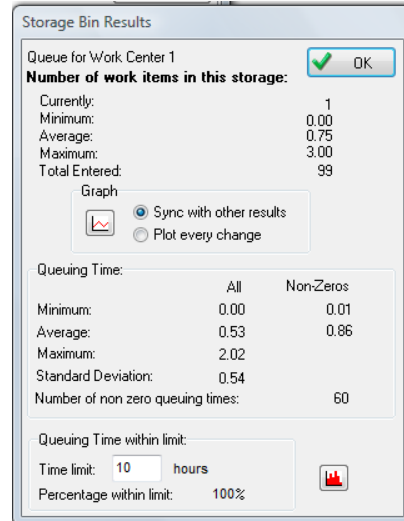 Storage Bin Results
Queue for Work Center 1
OK
Number of work items in this storage:
Currently: 1
Minimum: 0.00
Average: 0.75
Maximum: 3.00
Total Entered: 99
Graph
Sync with other results
Plot every change
Queuing Time:
All Non-Zeros
Minimum: 0.00 0.01
Average: 0.53 0.86
Maximum: 2.02
Standard Deviation: 0.54
Number of non zero queuing times: 60
Queuing Time within limit:
Time limit: 10 hours
Percentage within limit: 100%